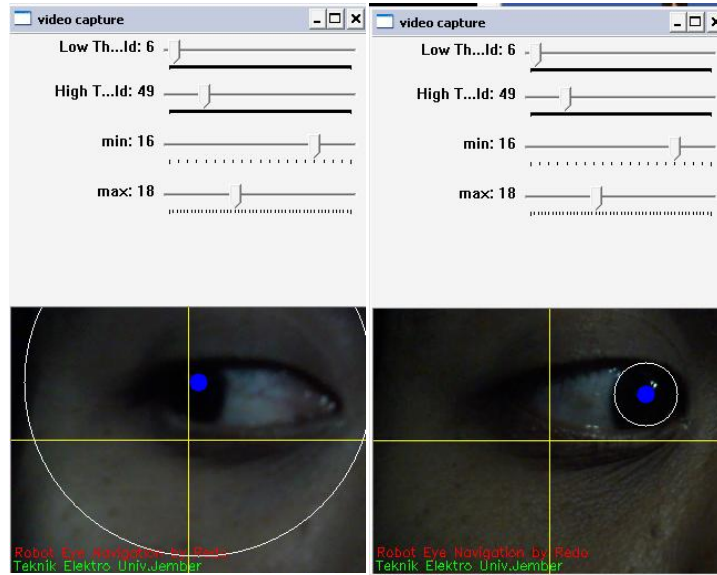 video capture
Low Th...ld: 6
High T...ld: 49
min: 16
max: 18
Robot Eye Navigation by Redo
Teknik Elektro Univ.Jember
video capture
Low Th...ld: 6
High T...ld: 49
min: 16
max: 18
Robot Eye Navigation by Redo
Teknik Elektro Univ.Jember